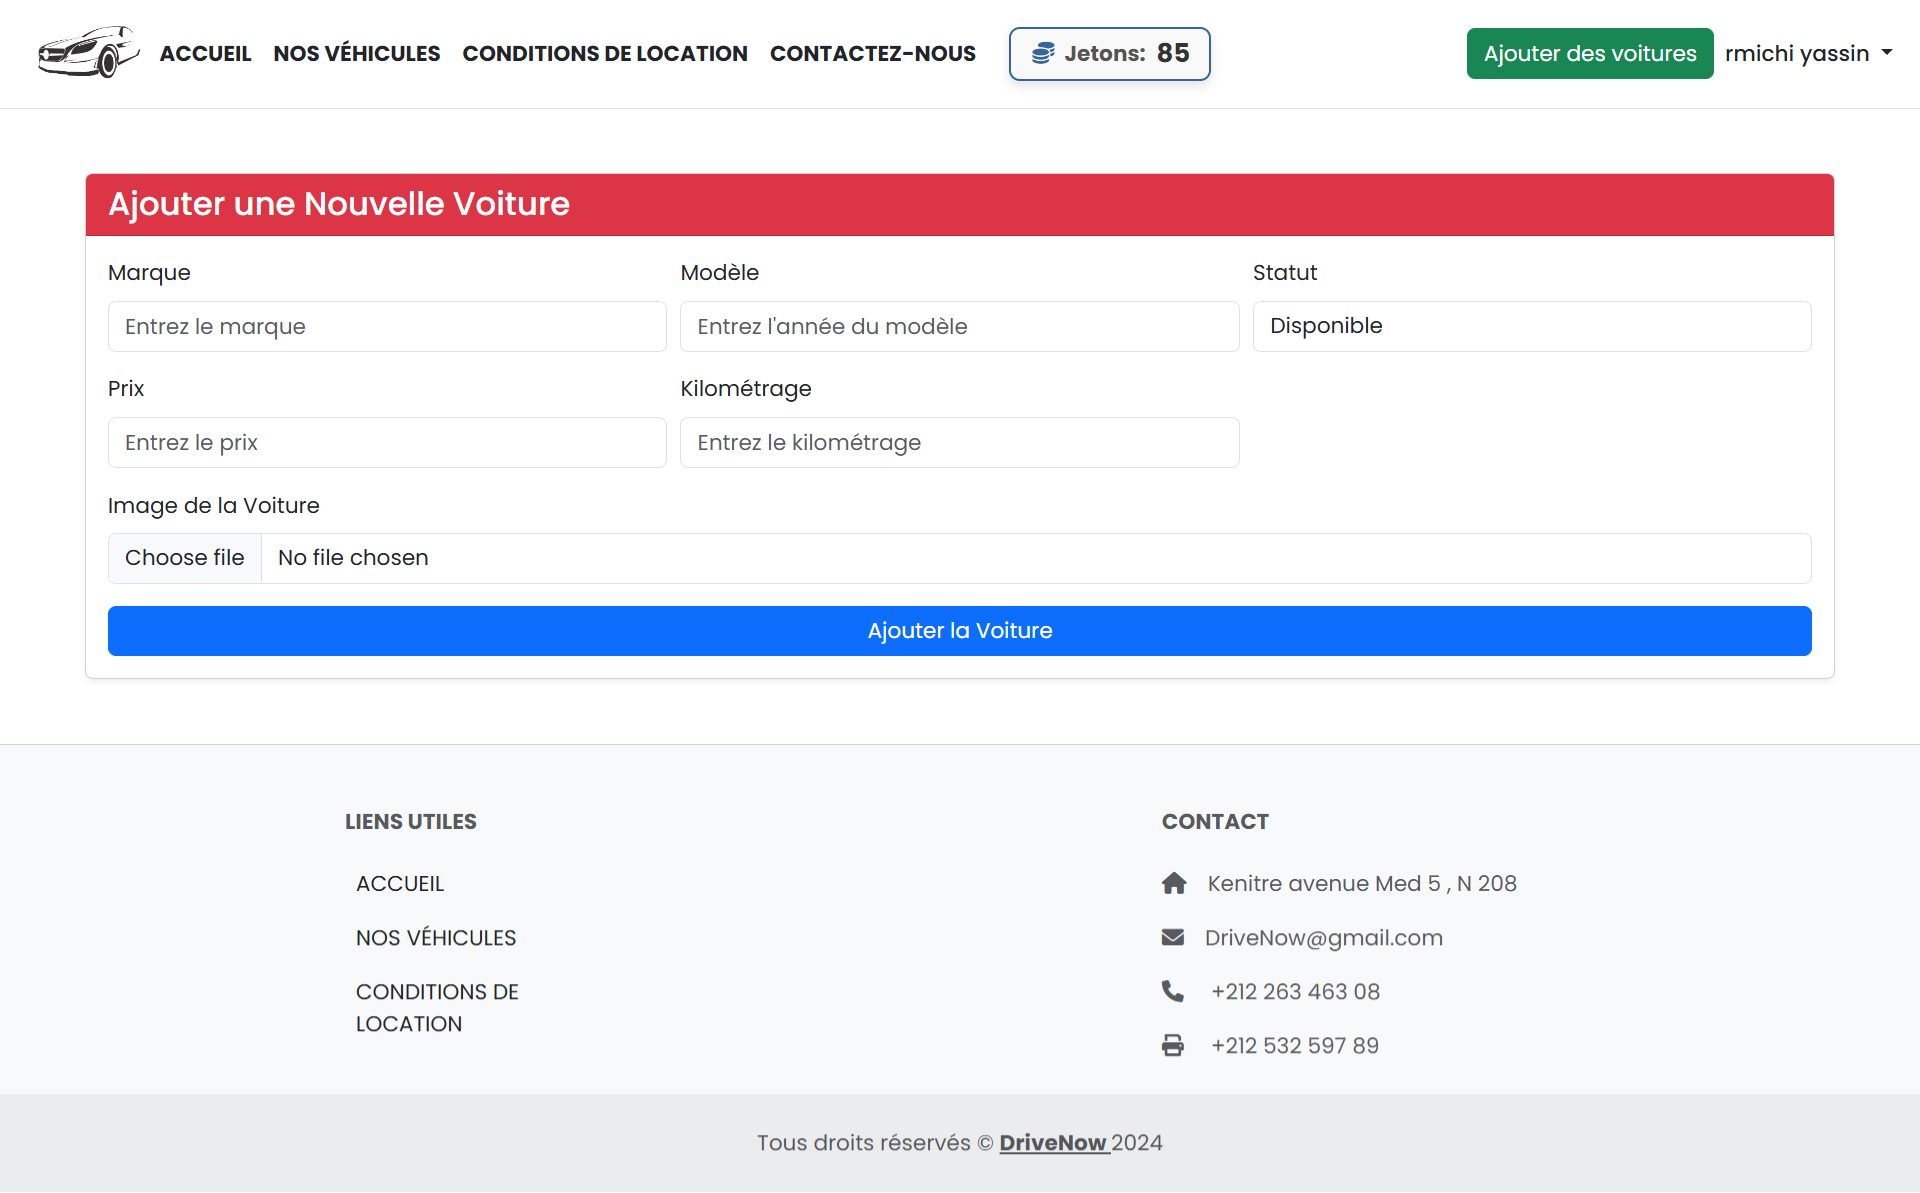 ACCUEIL NOS VÉHICULES CONDITIONS DE LOCATION CONTACTEZ-NOUS Jetons: 85 Ajouter des voitures rmichi yassin
Ajouter une Nouvelle Voiture
Marque Modèle Statut
Entrez le marque Entrez l'année du modèle Disponible
Prix Kilométrage
Entrez le prix Entrez le kilométrage
Image de la Voiture
Choose file No file chosen
Ajouter la Voiture
LIENS UTILES
ACCUEIL
NOS VÉHICULES
CONDITIONS DE
LOCATION
CONTACT
Kenitre avenue Med 5 , N 208
DriveNow@gmail.com
+212 263 463 08
+212 532 597 89
Tous droits réservés © DriveNow 2024